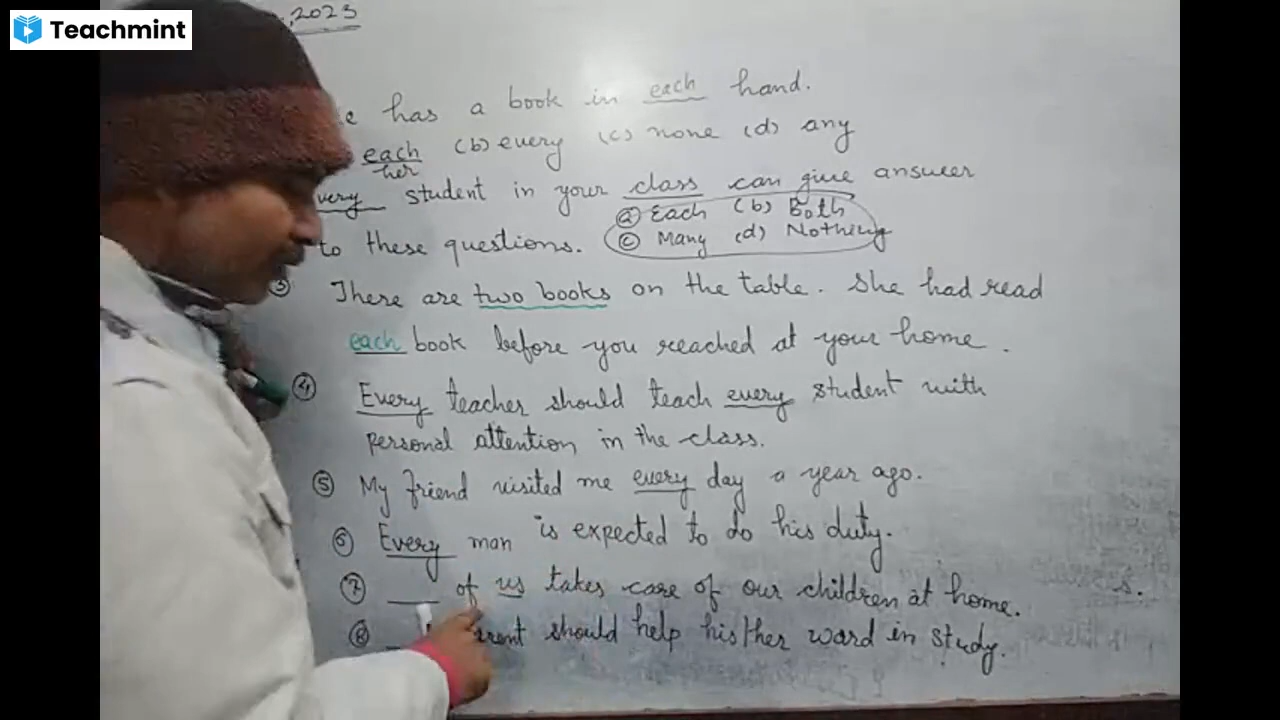 Teachmint
,2023
has a book in each hand.
each (b) every (c) none (d) any
her
very student in your class can give answer
(a) Each (b) Both
to these questions. (c) Many (d) Nothing
(3) There are two books on the table. She had read
each book before you reached at your home.
(4) Every teacher should teach every student with
personal attention in the class.
(5) My friend visited me every day a year ago.
(6) Every man is expected to do his duty.
(7) ___ of us takes care of our children at home. s.
(8) ___ rent should help his/her ward in study.